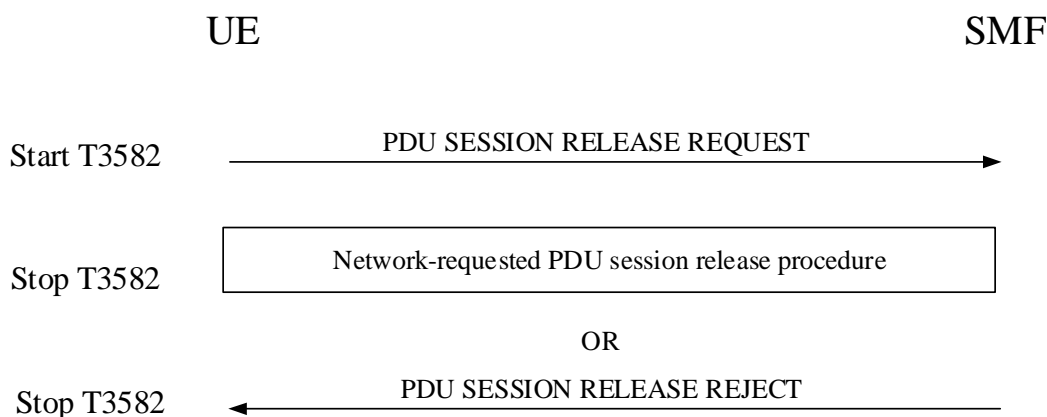 UE
SMF
Start T3582
PDU SESSION RELEASE REQUEST
Stop T3582
Network-requested PDU session release procedure
OR
Stop T3582
PDU SESSION RELEASE REJECT